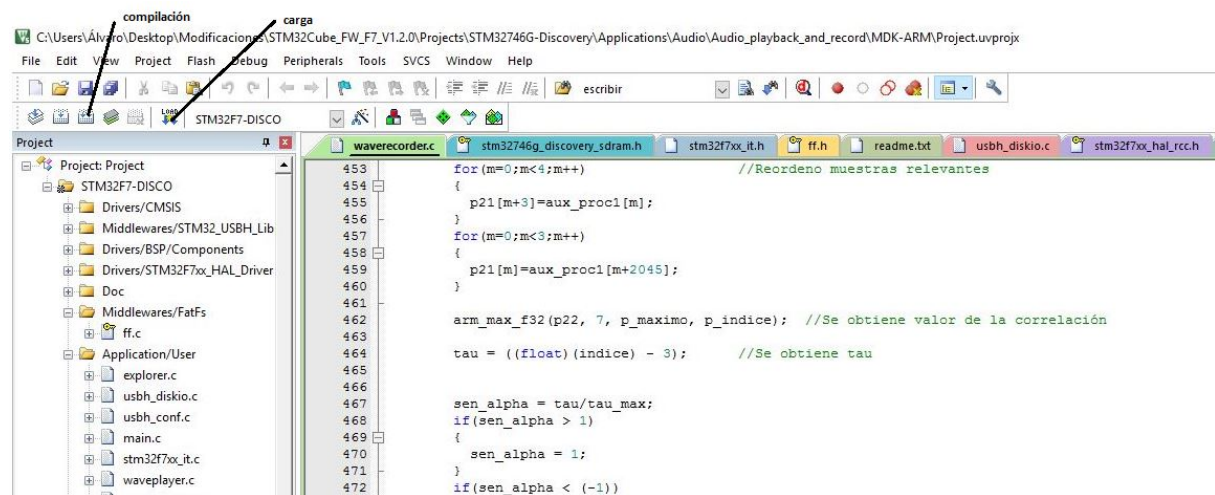 compilación
carga
C:\Users\Álvaro\Desktop\Modificaciones\STM32Cube_FW_F7_V1.2.0\Projects\STM32746G-Discovery\Applications\Audio\Audio_playback_and_record\MDK-ARM\Project.uvprojx
File Edit View Project Flash Debug Peripherals Tools SVCS Window Help
escribir
LOAD STM32F7-DISCO
Project
waverecorder.c stm32746g_discovery_sdram.h stm32f7xx_it.h ff.h readme.txt usbh_diskio.c stm32f7xx_hal_rcc.h
Project: Project
STM32F7-DISCO
Drivers/CMSIS
Middlewares/STM32_USBH_Lib
Drivers/BSP/Components
Drivers/STM32F7xx_HAL_Driver
Doc
Middlewares/FatFs
ff.c
Application/User
explorer.c
usbh_diskio.c
usbh_conf.c
main.c
stm32f7xx_it.c
waveplayer.c
453 for(m=0;m<4;m++) //Reordeno muestras relevantes
454 {
455 p21[m+3]=aux_proc1[m];
456 }
457 for(m=0;m<3;m++)
458 {
459 p21[m]=aux_proc1[m+2045];
460 }
461
462 arm_max_f32(p22, 7, p_maximo, p_indice); //Se obtiene valor de la correlación
463
464 tau = ((float)(indice) - 3); //Se obtiene tau
465
466
467 sen_alpha = tau/tau_max;
468 if(sen_alpha > 1)
469 {
470 sen_alpha = 1;
471 }
472 if(sen_alpha < (-1))